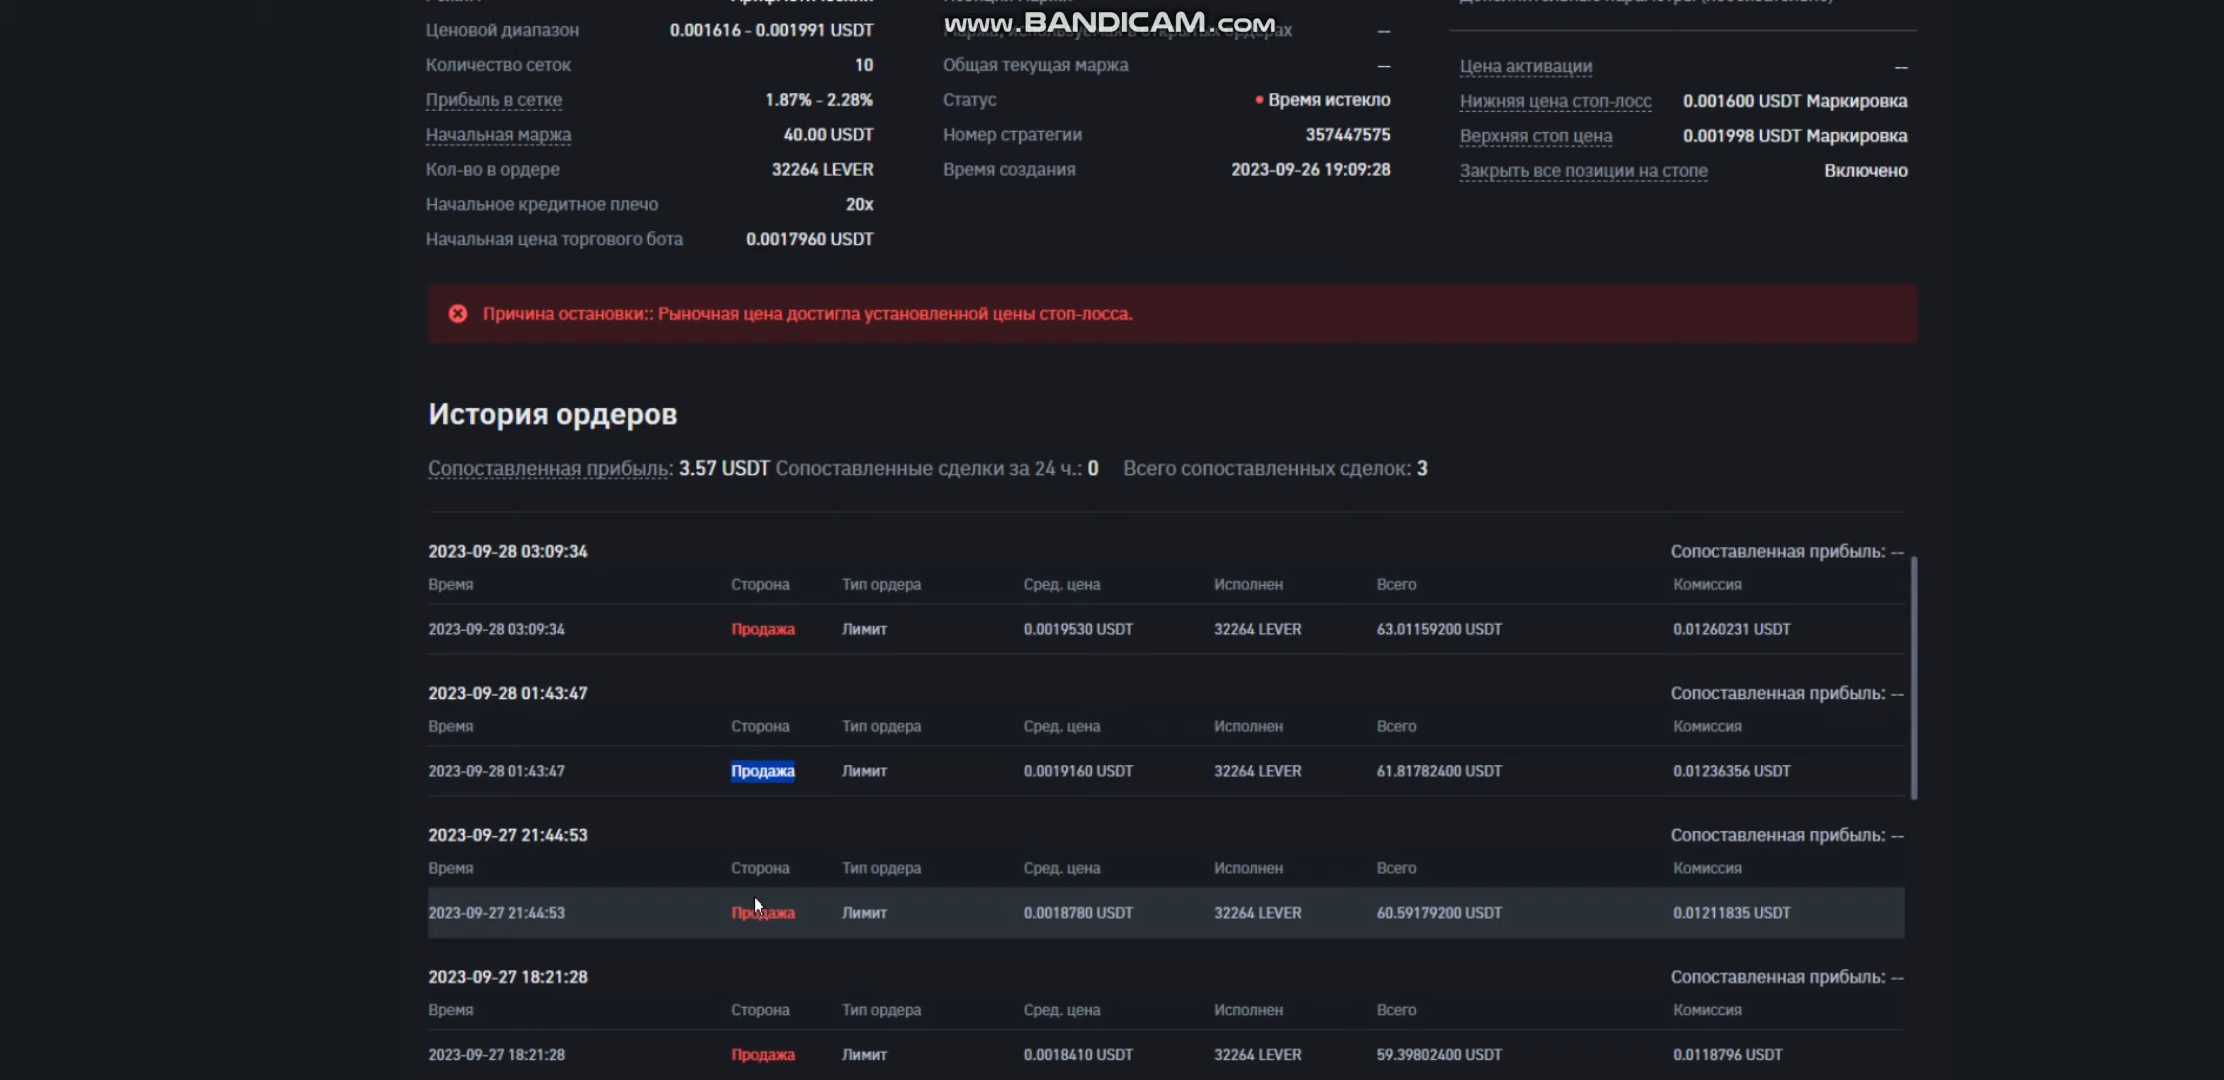 www.BANDICAM.com
Ценовой диапазон 0.001616 - 0.001991 USDT
Количество сеток 10
Прибыль в сетке 1.87% - 2.28%
Начальная маржа 40.00 USDT
Кол-во в ордере 32264 LEVER
Начальное кредитное плечо 20x
Начальная цена торгового бота 0.0017960 USDT
--
Общая текущая маржа --
Статус Время истекло
Номер стратегии 357447575
Время создания 2023-09-26 19:09:28
Цена активации --
Нижняя цена стоп-лосс 0.001600 USDT Маркировка
Верхняя стоп цена 0.001998 USDT Маркировка
Закрыть все позиции на стопе Включено
Причина остановки:: Рыночная цена достигла установленной цены стоп-лосса.
История ордеров
Сопоставленная прибыль: 3.57 USDT Сопоставленные сделки за 24 ч.: 0 Всего сопоставленных сделок: 3
2023-09-28 03:09:34 Сопоставленная прибыль: --
Время Сторона Тип ордера Сред. цена Исполнен Всего Комиссия
2023-09-28 03:09:34 Продажа Лимит 0.0019530 USDT 32264 LEVER 63.01159200 USDT 0.01260231 USDT
2023-09-28 01:43:47 Сопоставленная прибыль: --
Время Сторона Тип ордера Сред. цена Исполнен Всего Комиссия
2023-09-28 01:43:47 Продажа Лимит 0.0019160 USDT 32264 LEVER 61.81782400 USDT 0.01236356 USDT
2023-09-27 21:44:53 Сопоставленная прибыль: --
Время Сторона Тип ордера Сред. цена Исполнен Всего Комиссия
2023-09-27 21:44:53 Продажа Лимит 0.0018780 USDT 32264 LEVER 60.59179200 USDT 0.01211835 USDT
2023-09-27 18:21:28 Сопоставленная прибыль: --
Время Сторона Тип ордера Сред. цена Исполнен Всего Комиссия
2023-09-27 18:21:28 Продажа Лимит 0.0018410 USDT 32264 LEVER 59.39802400 USDT 0.0118796 USDT